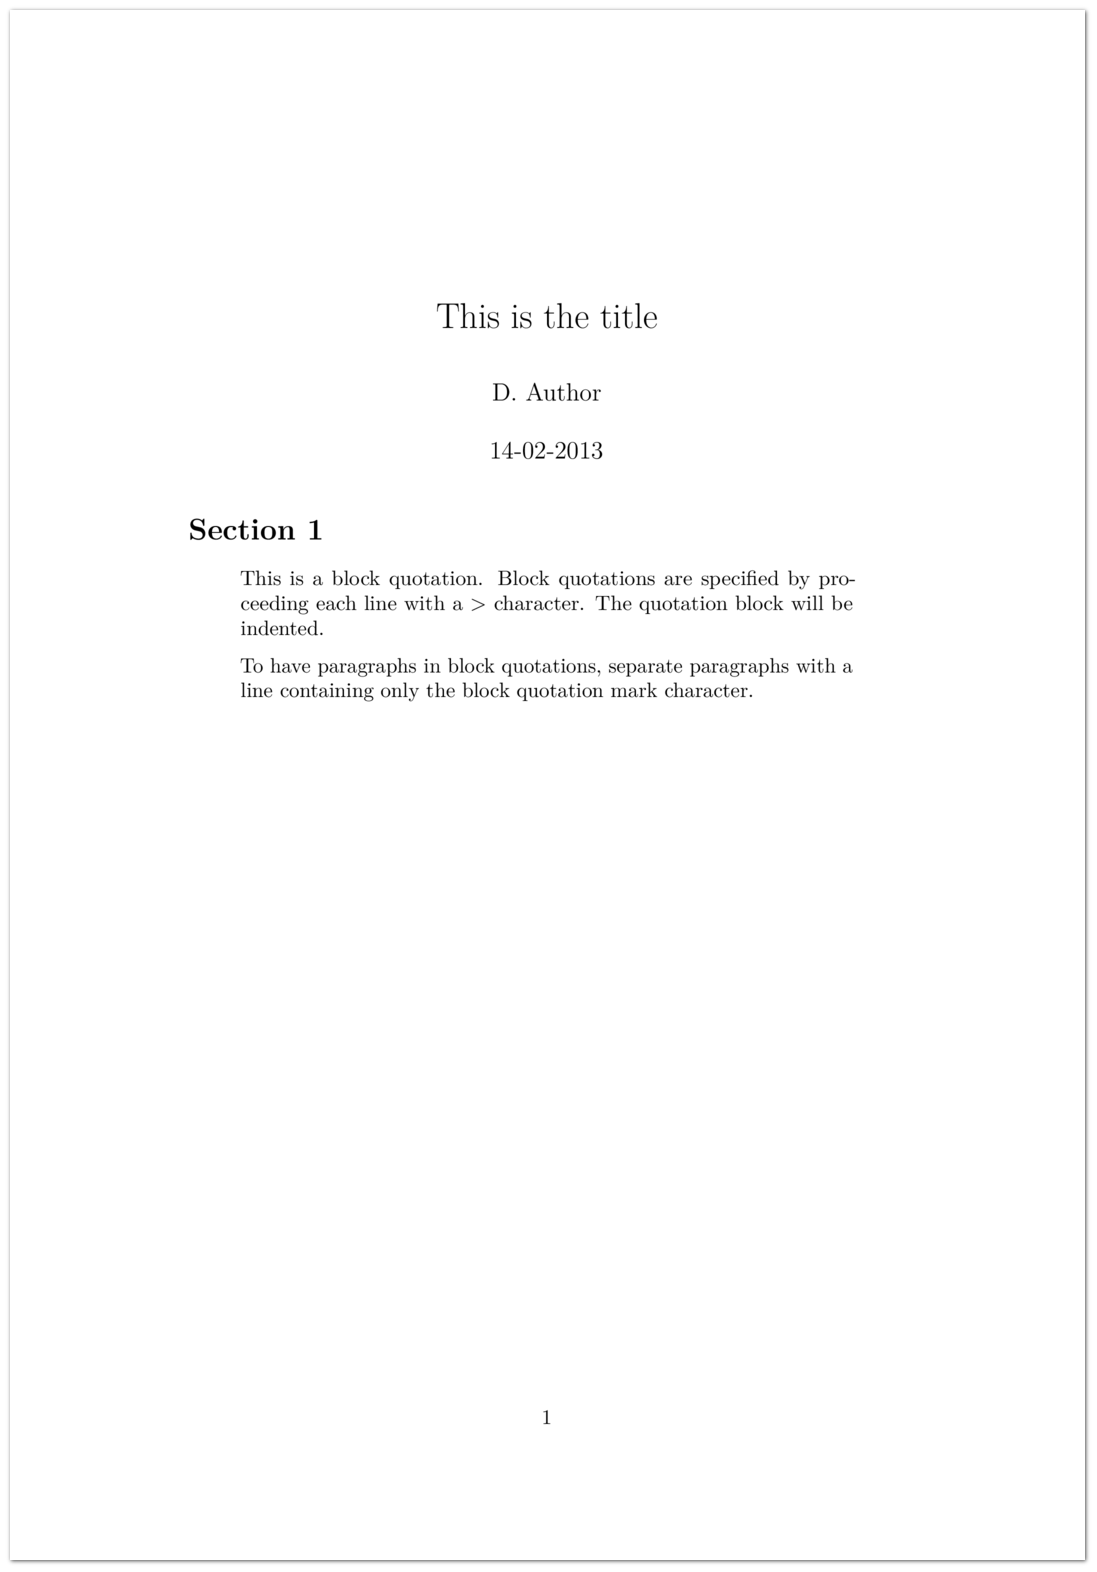 This is the title
D. Author
14-02-2013
Section 1
This is a block quotation. Block quotations are specified by pro-
ceeding each line with a > character. The quotation block will be
indented.
To have paragraphs in block quotations, separate paragraphs with a
line containing only the block quotation mark character.
1